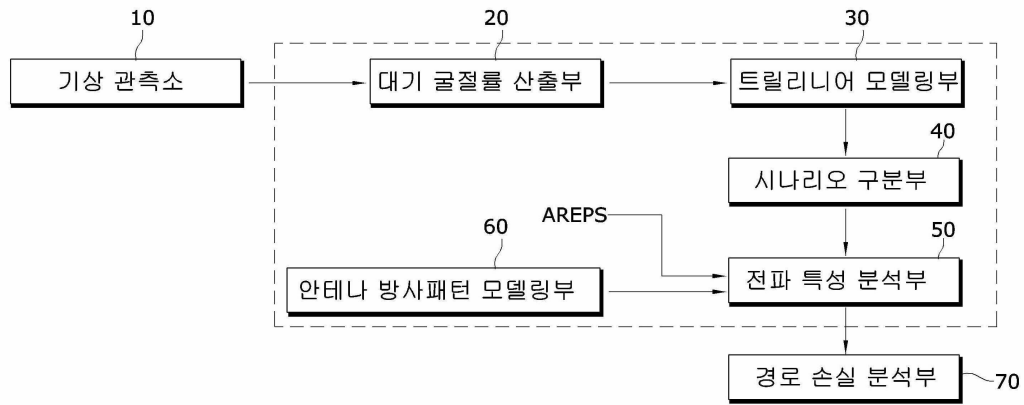 10
20
30
기상 관측소
대기 굴절률 산출부
트릴리니어 모델링부
40
시나리오 구분부
AREPS
60
50
안테나 방사패턴 모델링부
전파 특성 분석부
경로 손실 분석부
70